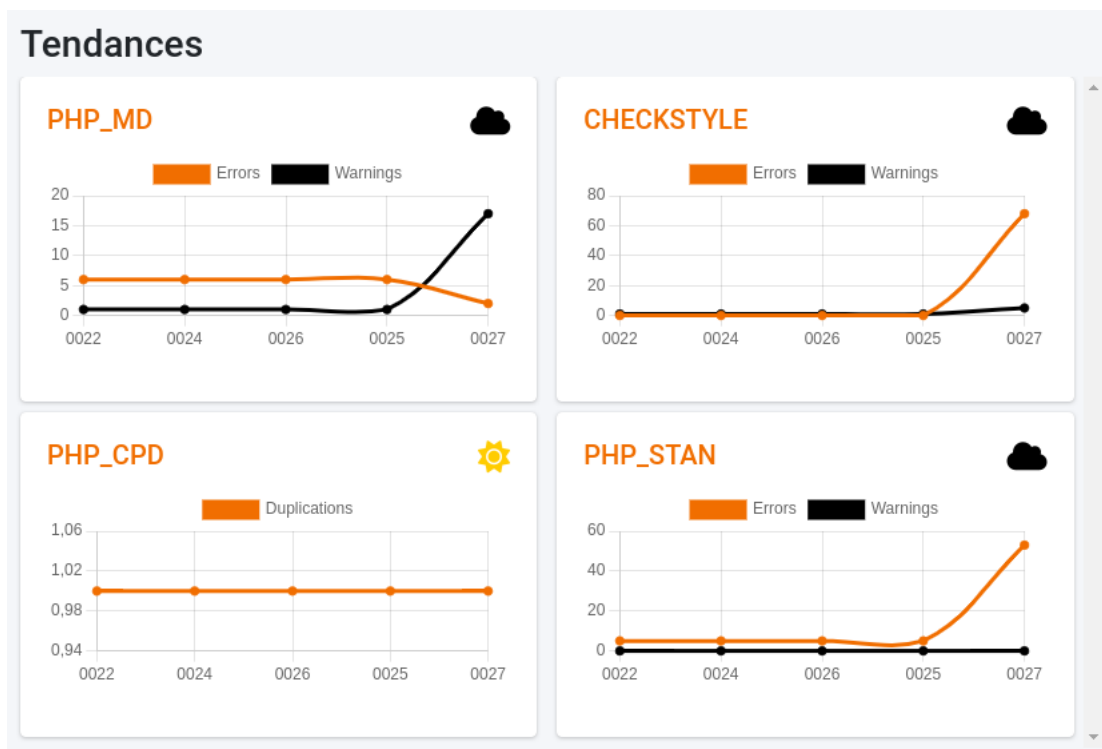 Tendances
PHP_MD
Errors Warnings
20
15
10
5
0
0022 0024 0026 0025 0027
CHECKSTYLE
Errors Warnings
80
60
40
20
0
0022 0024 0026 0025 0027
PHP_CPD
Duplications
1,06
1,02
0,98
0,94
0022 0024 0026 0025 0027
PHP_STAN
Errors Warnings
60
40
20
0
0022 0024 0026 0025 0027